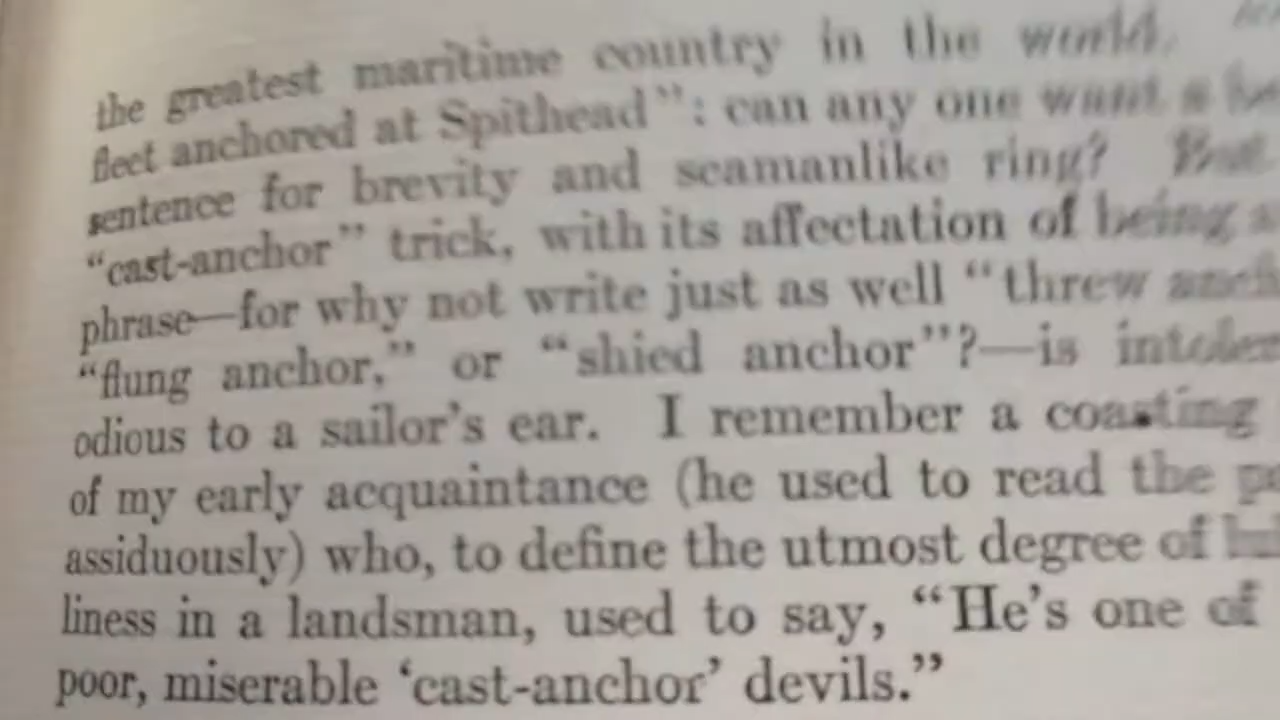 the greatest maritime country in the world.
fleet anchored at Spithead": can any one want a
sentence for brevity and seamanlike ring? But
"cast-anchor" trick, with its affectation of being
phrase—for why not write just as well "threw
"flung anchor," or "shied anchor"?—is
odious to a sailor's ear. I remember a coasting
of my early acquaintance (he used to read the
assiduously) who, to define the utmost degree of
liness in a landsman, used to say, "He's one of
poor, miserable 'cast-anchor' devils."